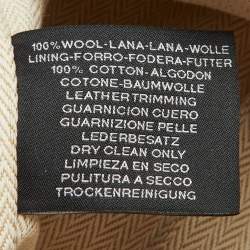 100%WOOL-LANA-LANA-WOLLE
LINING-FORRO-FODERA-FUTTER
100% COTTON-ALGODON
COTONE-BAUMWOLLE
LEATHER TRIMMING
GUARNICION CUERO
GUARNIZIONE PELLE
LEDERBESATZ
DRY CLEAN ONLY
LIMPIEZA EN SECO
PULITURA A SECCO
TROCKENREINIGUNG